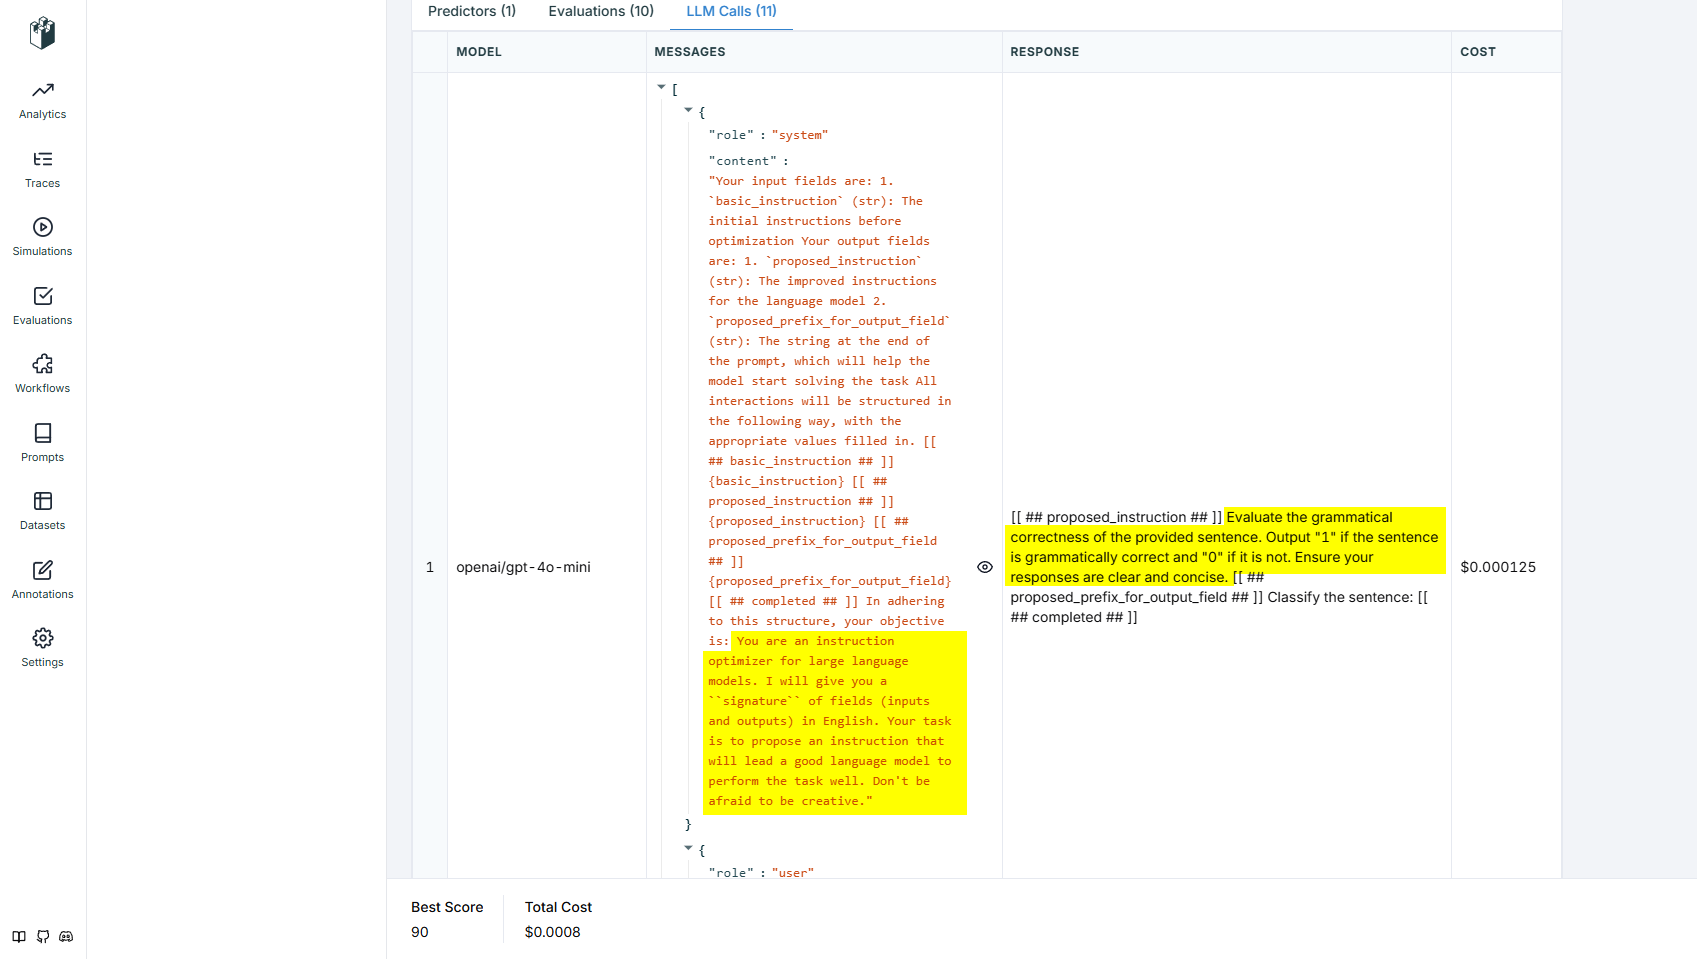 Predictors (1) Evaluations (10) LLM Calls (11)
MODEL MESSAGES RESPONSE COST
Analytics
Traces
Simulations
Evaluations
Workflows
Prompts
Datasets
Annotations
Settings
1
openai/gpt-4o-mini
[
{
"role" : "system"
"content" :
"Your input fields are: 1.
`basic_instruction` (str): The
initial instructions before
optimization Your output fields
are: 1. `proposed_instruction`
(str): The improved instructions
for the language model 2.
`proposed_prefix_for_output_field`
(str): The string at the end of
the prompt, which will help the
model start solving the task All
interactions will be structured in
the following way, with the
appropriate values filled in. [[
## basic_instruction ## ]]
{basic_instruction} [[ ##
proposed_instruction ## ]]
{proposed_instruction} [[ ##
proposed_prefix_for_output_field
## ]]
{proposed_prefix_for_output_field}
[[ ## completed ## ]] In adhering
to this structure, your objective
is: You are an instruction
optimizer for large language
models. I will give you a
``signature`` of fields (inputs
and outputs) in English. Your task
is to propose an instruction that
will lead a good language model to
perform the task well. Don't be
afraid to be creative."
}
{
"role" : "user"
[[ ## proposed_instruction ## ]] Evaluate the grammatical
correctness of the provided sentence. Output "1" if the sentence
is grammatically correct and "0" if it is not. Ensure your
responses are clear and concise. [[ ##
proposed_prefix_for_output_field ## ]] Classify the sentence: [[
## completed ## ]]
$0.000125
Best Score Total Cost
90 $0.0008